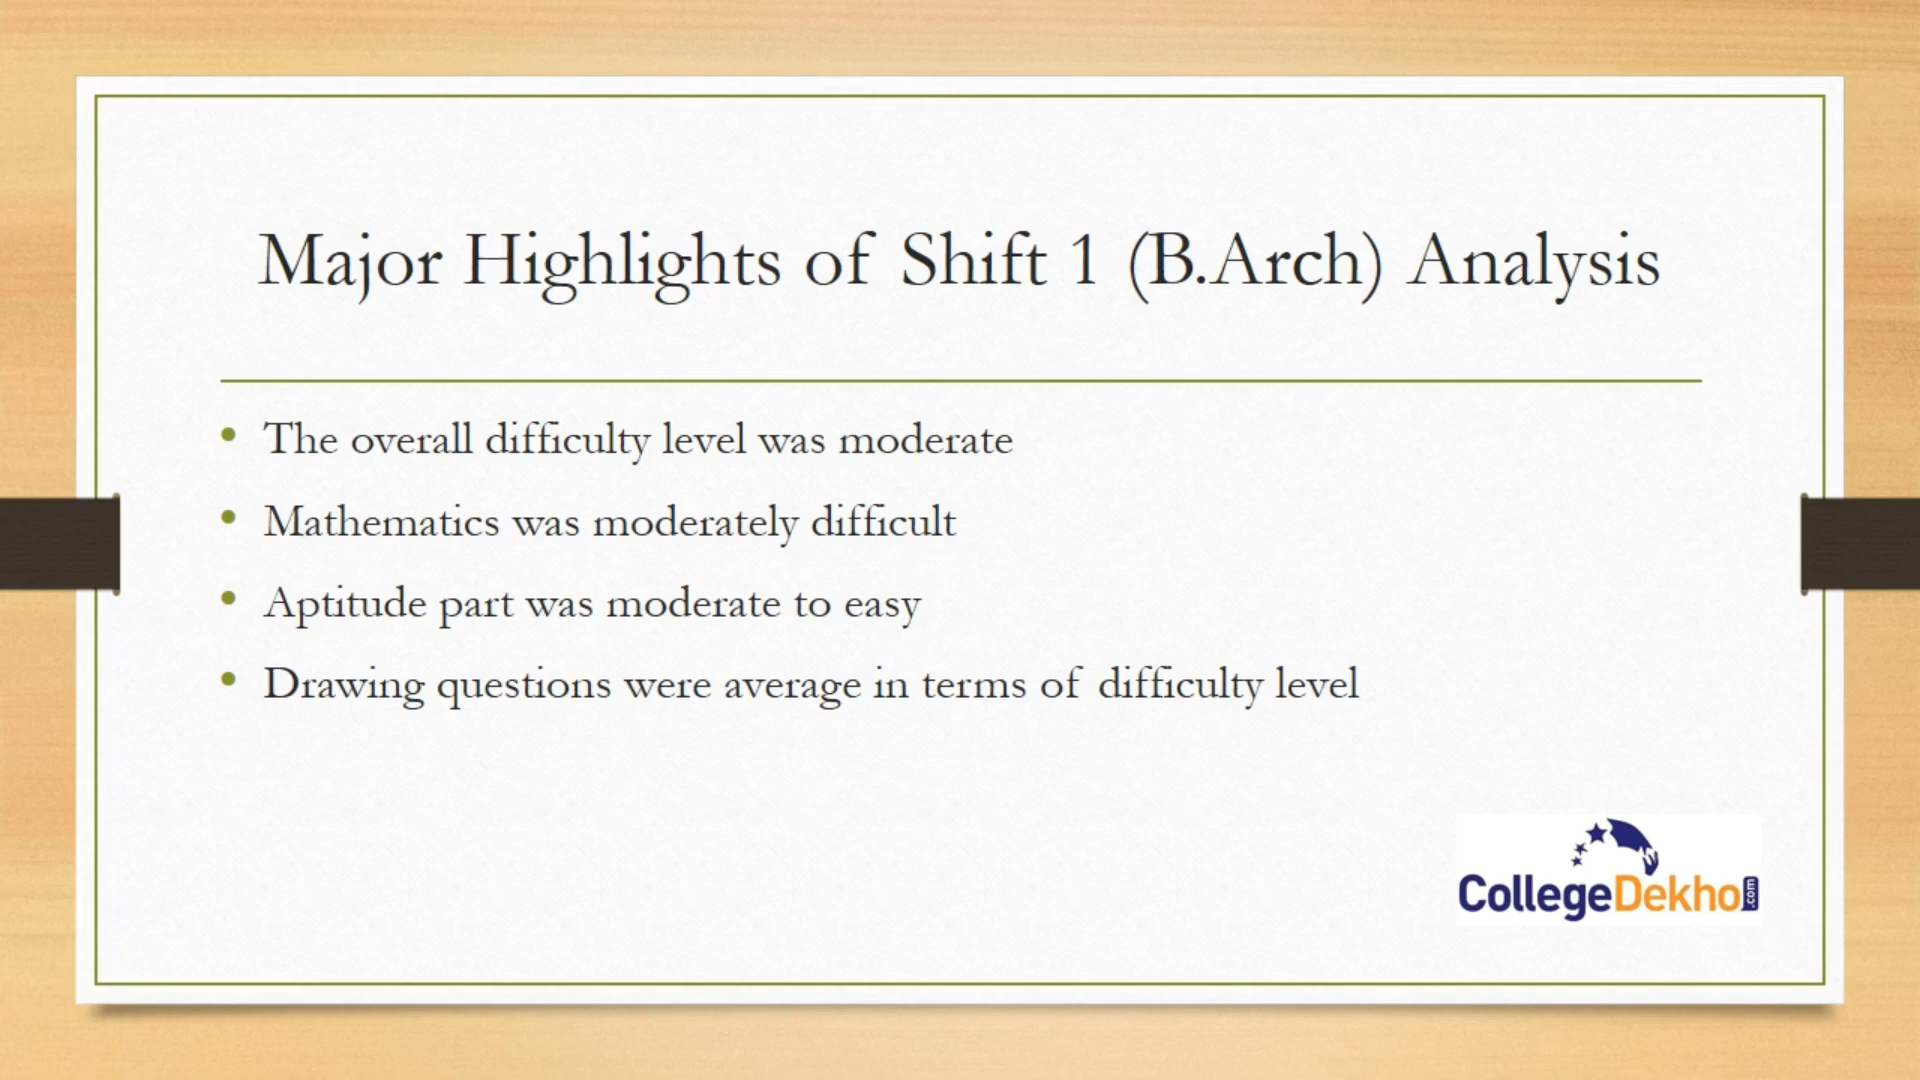 Major Highlights of Shift 1 (B.Arch) Analysis
• The overall difficulty level was moderate
• Mathematics was moderately difficult
• Aptitude part was moderate to easy
• Drawing questions were average in terms of difficulty level
CollegeDekho.com